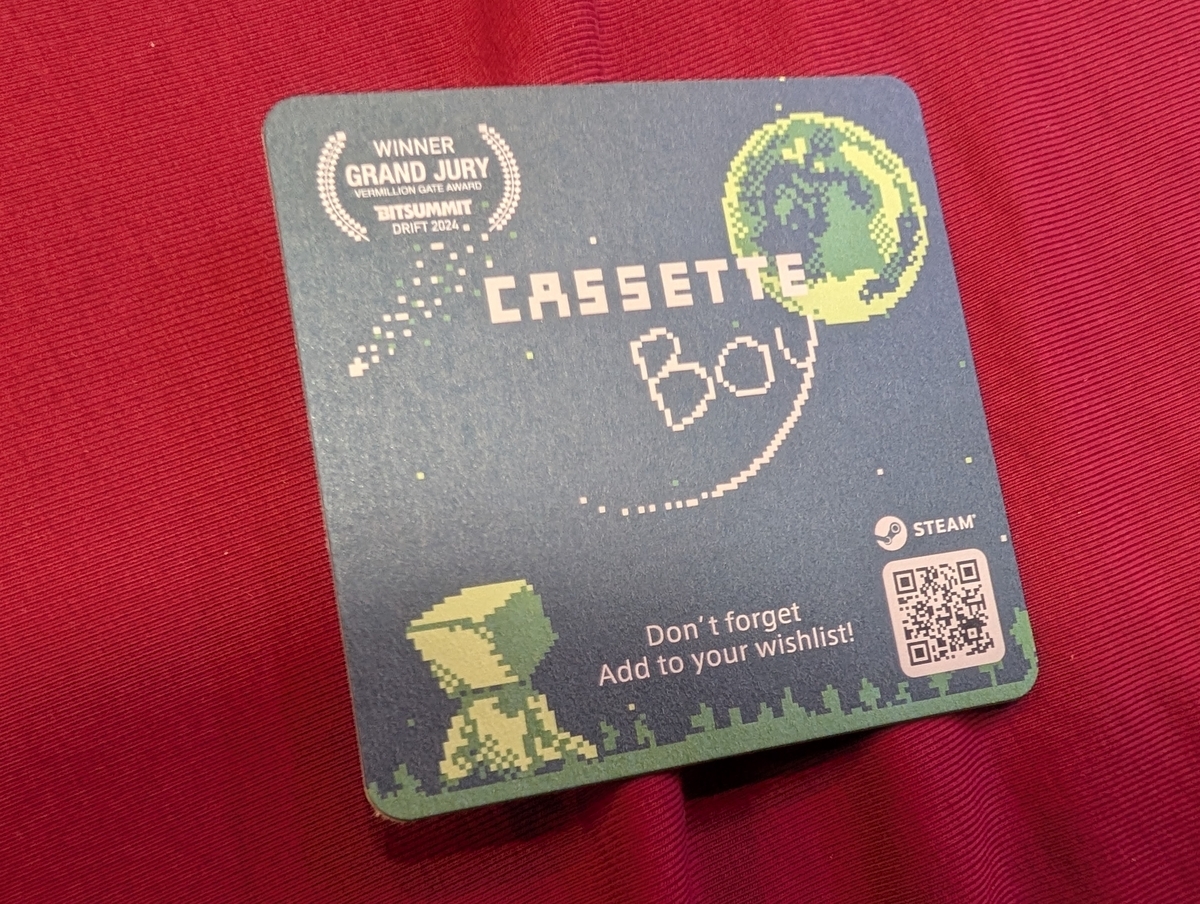 WINNER
GRAND JURY
VERMILLION GATE AWARD
BITSUMMIT
DRIFT 2024
CASSETTE
BOY
STEAM®
Don't forget
Add to your wishlist!